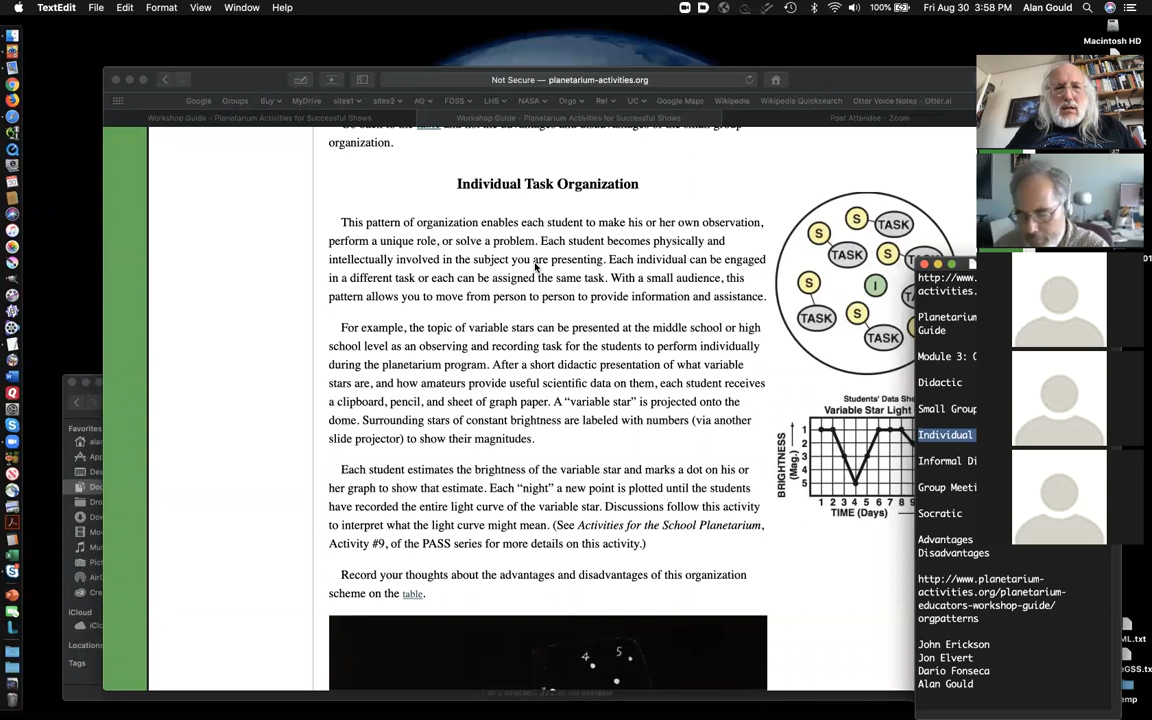 TextEdit File Edit Format View Window Help
100% Fri Aug 30 3:58 PM Alan Gould
Macintosh HD
Not Secure — planetarium-activities.org
Google Groups Buy MyDrive sites1 sites2 AG FOSS LHS NASA Orgs Rel UC Google Maps Wikipedia Wikipedia Quicksearch Otter Voice Notes - Otter.ai
Workshop Guide - Planetarium Activities for Successful Shows
Workshop Guide - Planetarium Activities for Successful Shows
Post Attendee - Zoom
organization.
Individual Task Organization
This pattern of organization enables each student to make his or her own observation,
perform a unique role, or solve a problem. Each student becomes physically and
intellectually involved in the subject you are presenting. Each individual can be engaged
in a different task or each can be assigned the same task. With a small audience, this
pattern allows you to move from person to person to provide information and assistance.
For example, the topic of variable stars can be presented at the middle school or high
school level as an observing and recording task for the students to perform individually
during the planetarium program. After a short didactic presentation of what variable
stars are, and how amateurs provide useful scientific data on them, each student receives
a clipboard, pencil, and sheet of graph paper. A “variable star” is projected onto the
dome. Surrounding stars of constant brightness are labeled with numbers (via another
slide projector) to show their magnitudes.
Each student estimates the brightness of the variable star and marks a dot on his or
her graph to show that estimate. Each “night” a new point is plotted until the students
have recorded the entire light curve of the variable star. Discussions follow this activity
to interpret what the light curve might mean. (See Activities for the School Planetarium,
Activity #9, of the PASS series for more details on this activity.)
Record your thoughts about the advantages and disadvantages of this organization
scheme on the table.
4 5
S TASK
S
TASK S
S I
TASK S
TASK
Students' Data She
Variable Star Light
BRIGHTNESS
(Mag.)
1
2
3
4
5
1 2 3 4 5 6 7 8
TIME (Days)
http://www.
activities.
Planetarium
Guide
Module 3:
Didactic
Small Group
Individual
Informal Di
Group Meeti
Socratic
Advantages
Disadvantages
http://www.planetarium-
activities.org/planetarium-
educators-workshop-guide/
orgpatterns
John Erickson
Jon Elvert
Dario Fonseca
Alan Gould
Favorites
iCloud
Locations
Tags